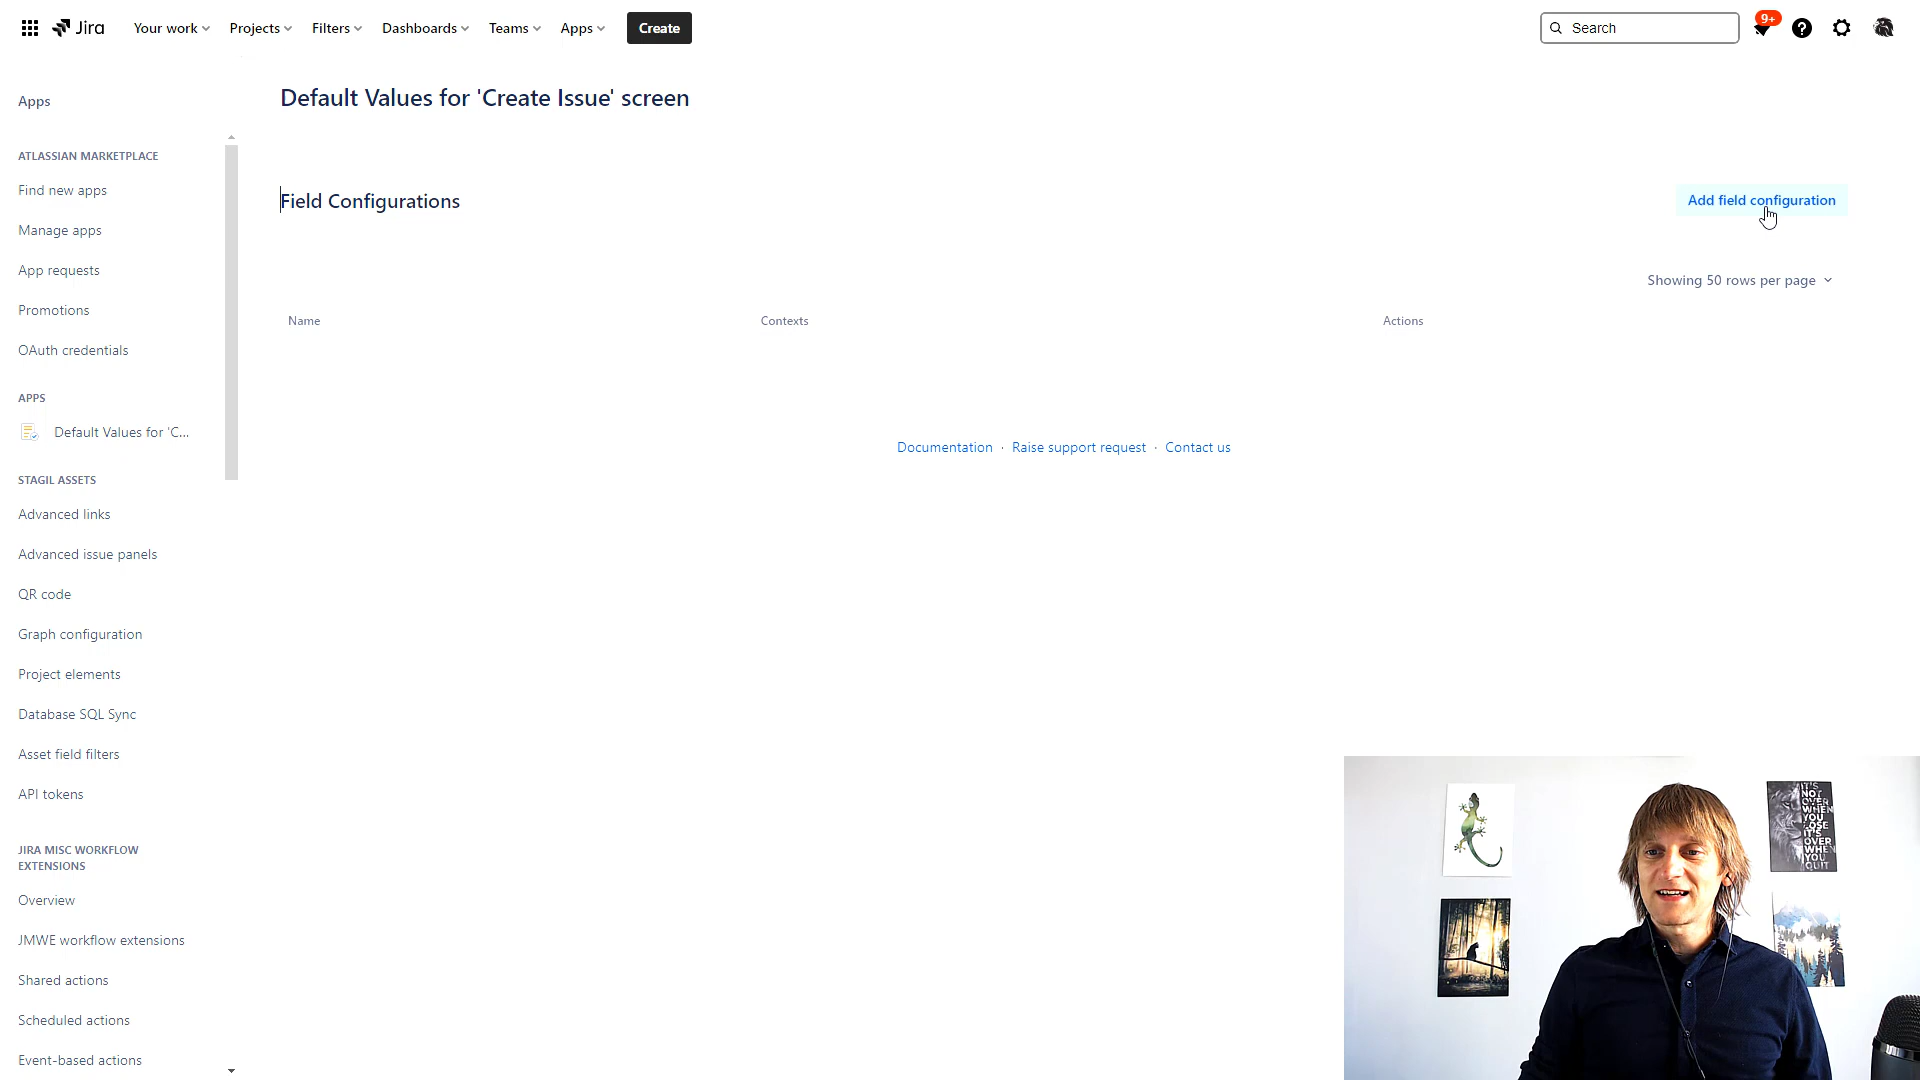 Jira
Your work
Projects
Filters
Dashboards
Teams
Apps
Create
Search
9+
Apps
ATLASSIAN MARKETPLACE
Find new apps
Manage apps
App requests
Promotions
OAuth credentials
APPS
Default Values for 'C...
STAGIL ASSETS
Advanced links
Advanced issue panels
QR code
Graph configuration
Project elements
Database SQL Sync
Asset field filters
API tokens
JIRA MISC WORKFLOW
EXTENSIONS
Overview
JMWE workflow extensions
Shared actions
Scheduled actions
Event-based actions
Default Values for 'Create Issue' screen
Field Configurations
Add field configuration
Showing 50 rows per page
Name
Contexts
Actions
Documentation · Raise support request · Contact us
IT'S
NOT
OVER
WHEN
YOU
LOSE
IT'S
OVER
WHEN
YOU
QUIT